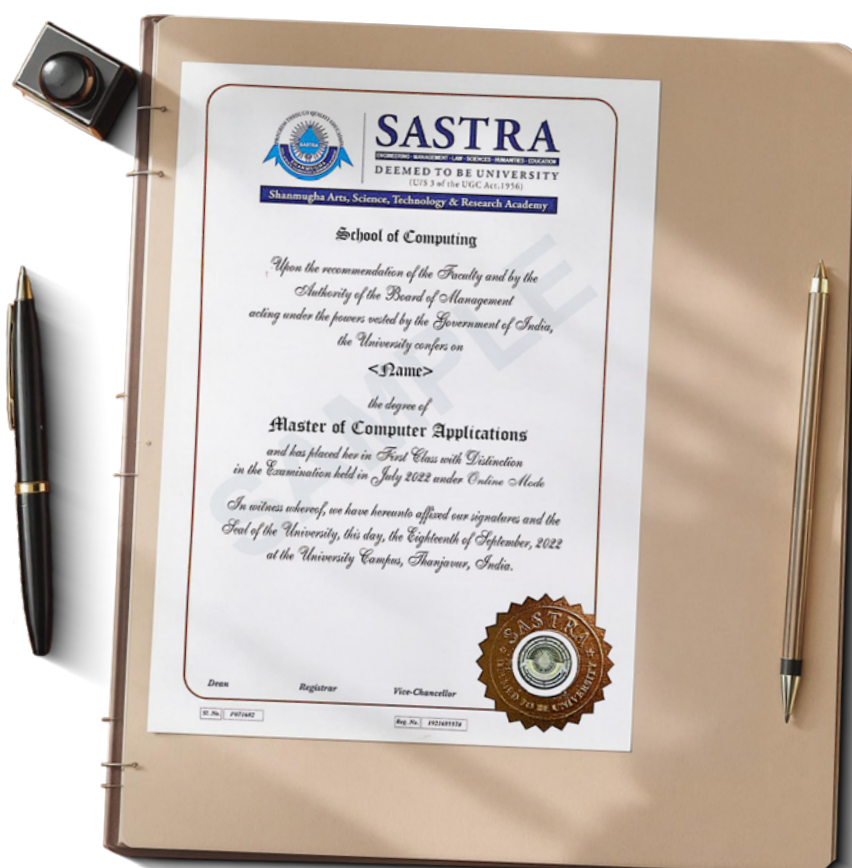 SASTRA
ENGINEERING · MANAGEMENT · LAW · SCIENCES · HUMANITIES · EDUCATION
DEEMED TO BE UNIVERSITY
(U/S 3 of the UGC Act, 1956)
Shanmugha Arts, Science, Technology & Research Academy
School of Computing
Upon the recommendation of the Faculty and by the
Authority of the Board of Management
acting under the powers vested by the Government of India,
the University confers on
<Name>
the degree of
Master of Computer Applications
and has placed her in First Class with Distinction
in the Examination held in July 2022 under Online Mode
In witness whereof, we have hereunto affixed our signatures and the
Seal of the University, this day, the Eighteenth of September, 2022
at the University Campus, Thanjavur, India.
SAMPLE
SASTRA
DEEMED TO BE UNIVERSITY
Dean Registrar Vice-Chancellor
Sl. No. Reg. No.